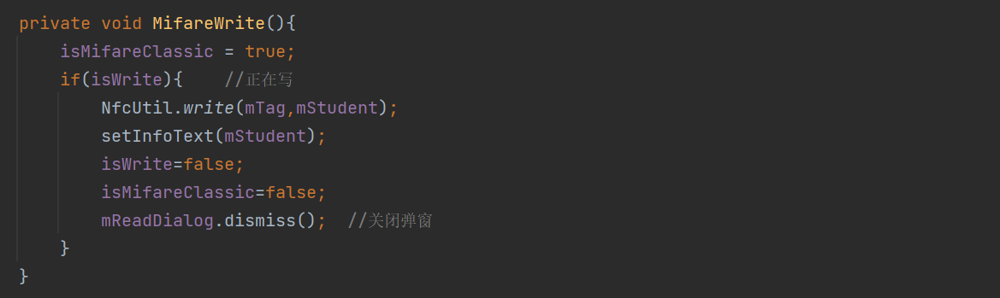 private void MifareWrite(){
    isMifareClassic = true;
    if(isWrite){    //正在写
        NfcUtil.write(mTag,mStudent);
        setInfoText(mStudent);
        isWrite=false;
        isMifareClassic=false;
        mReadDialog.dismiss();  //关闭弹窗
    }
}